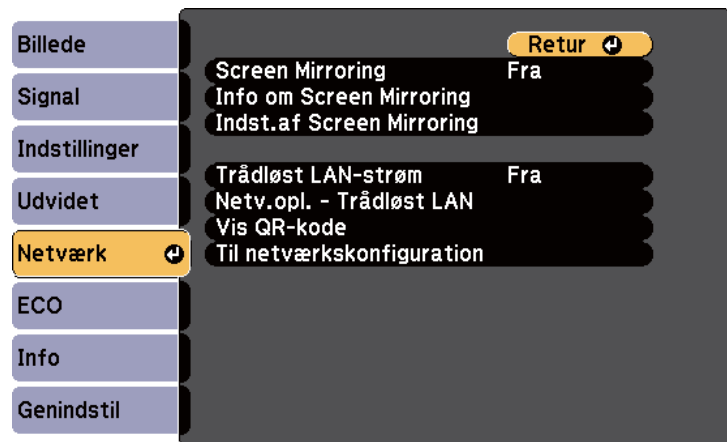 Billede
Signal
Indstillinger
Udvidet
Netværk
ECO
Info
Genindstil
Retur
Screen Mirroring Fra
Info om Screen Mirroring
Indst.af Screen Mirroring
Trådløst LAN-strøm Fra
Netv.opl. - Trådløst LAN
Vis QR-kode
Til netværkskonfiguration